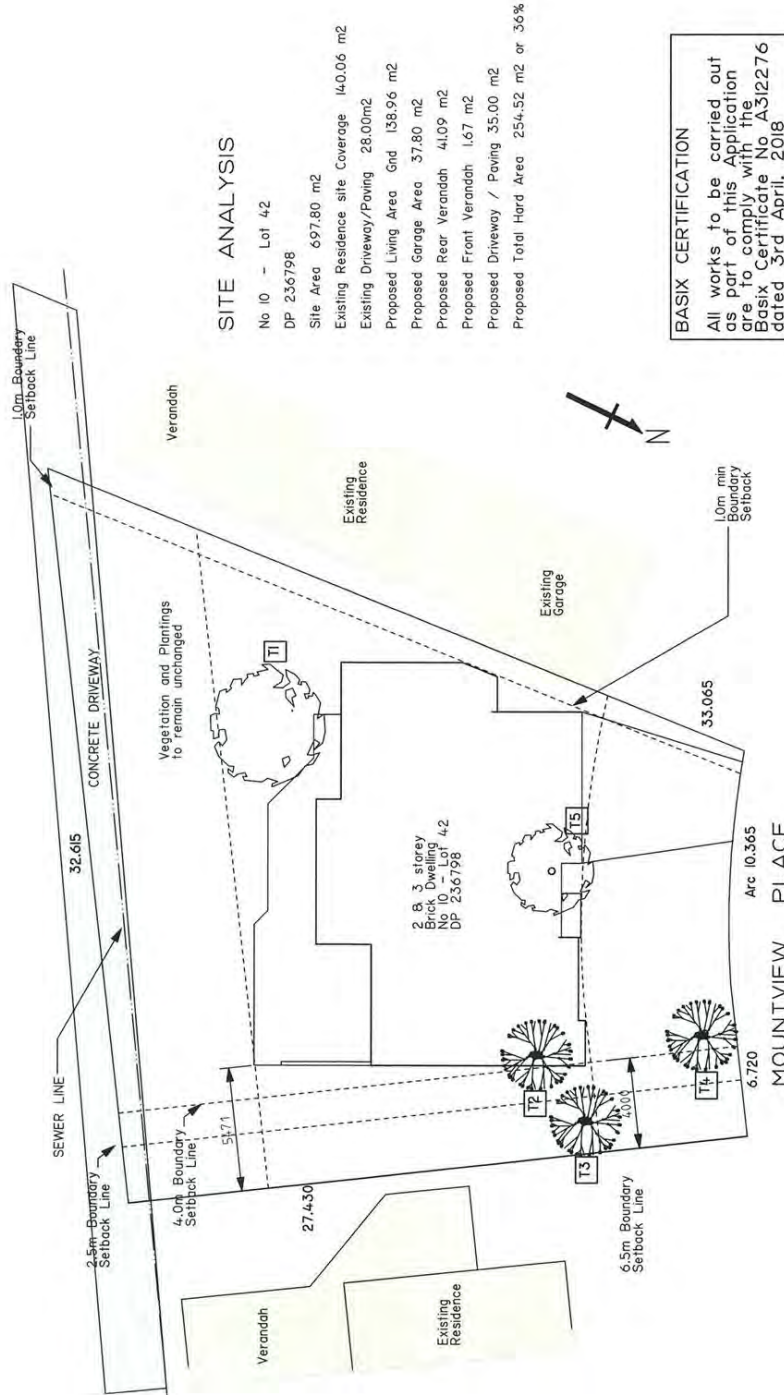 SITE ANALYSIS
No 10 - Lot 42
DP 236798
Site Area 697.80 m2
Existing Residence site Coverage 140.06 m2
Existing Driveway/Paving 28.00m2
Proposed Living Area Gnd 138.96 m2
Proposed Garage Area 37.80 m2
Proposed Rear Verandah 41.09 m2
Proposed Front Verandah 1.67 m2
Proposed Driveway / Paving 35.00 m2
Proposed Total Hard Area 254.52 m2 or 36%
BASIX CERTIFICATION
All works to be carried out
as part of this Application
are to comply with the
Basix Certificate No A312276
dated 3rd April, 2018
1.0m Boundary
Setback Line
Verandah
Existing
Residence
Existing
Garage
N
1.0m min
Boundary
Setback
CONCRETE DRIVEWAY
32.615
SEWER LINE
Vegetation and Plantings
to remain unchanged
T1
2 & 3 storey
Brick Dwelling
No 10 - Lot 42
DP 236798
T5
33.065
Arc 10.365
MOUNTVIEW PLACE
6.720
2.5m Boundary
Setback Line
4.0m Boundary
Setback Line
5471
27.430
T2
T3
T4
4000
6.5m Boundary
Setback Line
Verandah
Existing
Residence